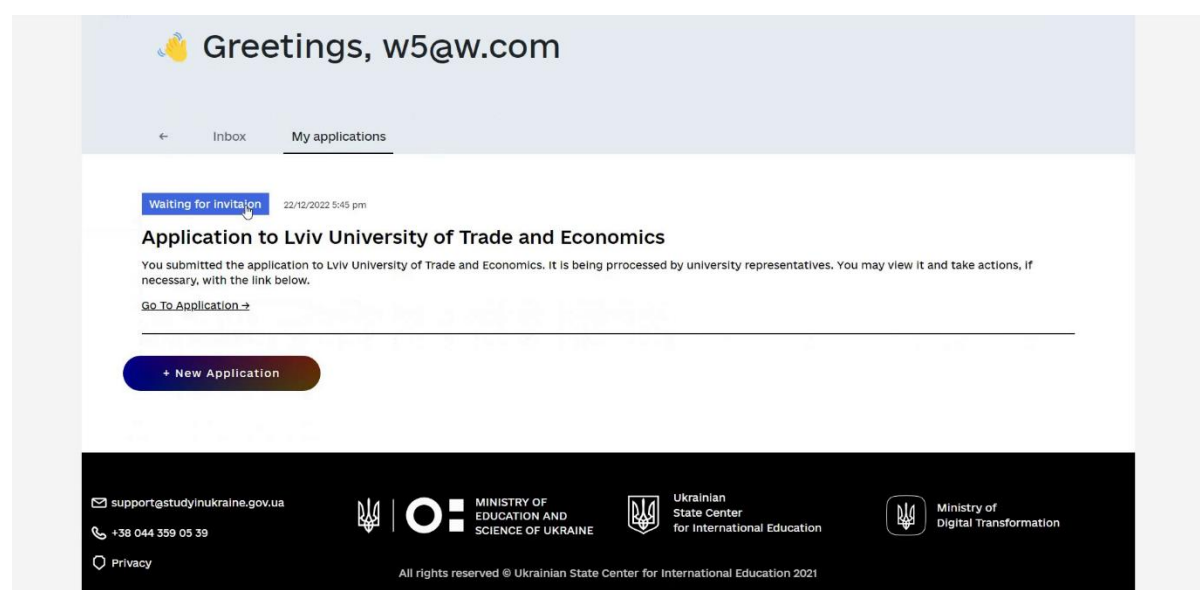 Greetings, w5@w.com
← Inbox My applications
Waiting for invitaion 22/12/2022 5:45 pm
Application to Lviv University of Trade and Economics
You submitted the application to Lviv University of Trade and Economics. It is being prrocessed by university representatives. You may view it and take actions, if
necessary, with the link below.
Go To Application →
+ New Application
support@studyinukraine.gov.ua
+38 044 359 05 39
Privacy
MINISTRY OF
EDUCATION AND
SCIENCE OF UKRAINE
Ukrainian
State Center
for International Education
Ministry of
Digital Transformation
All rights reserved © Ukrainian State Center for International Education 2021